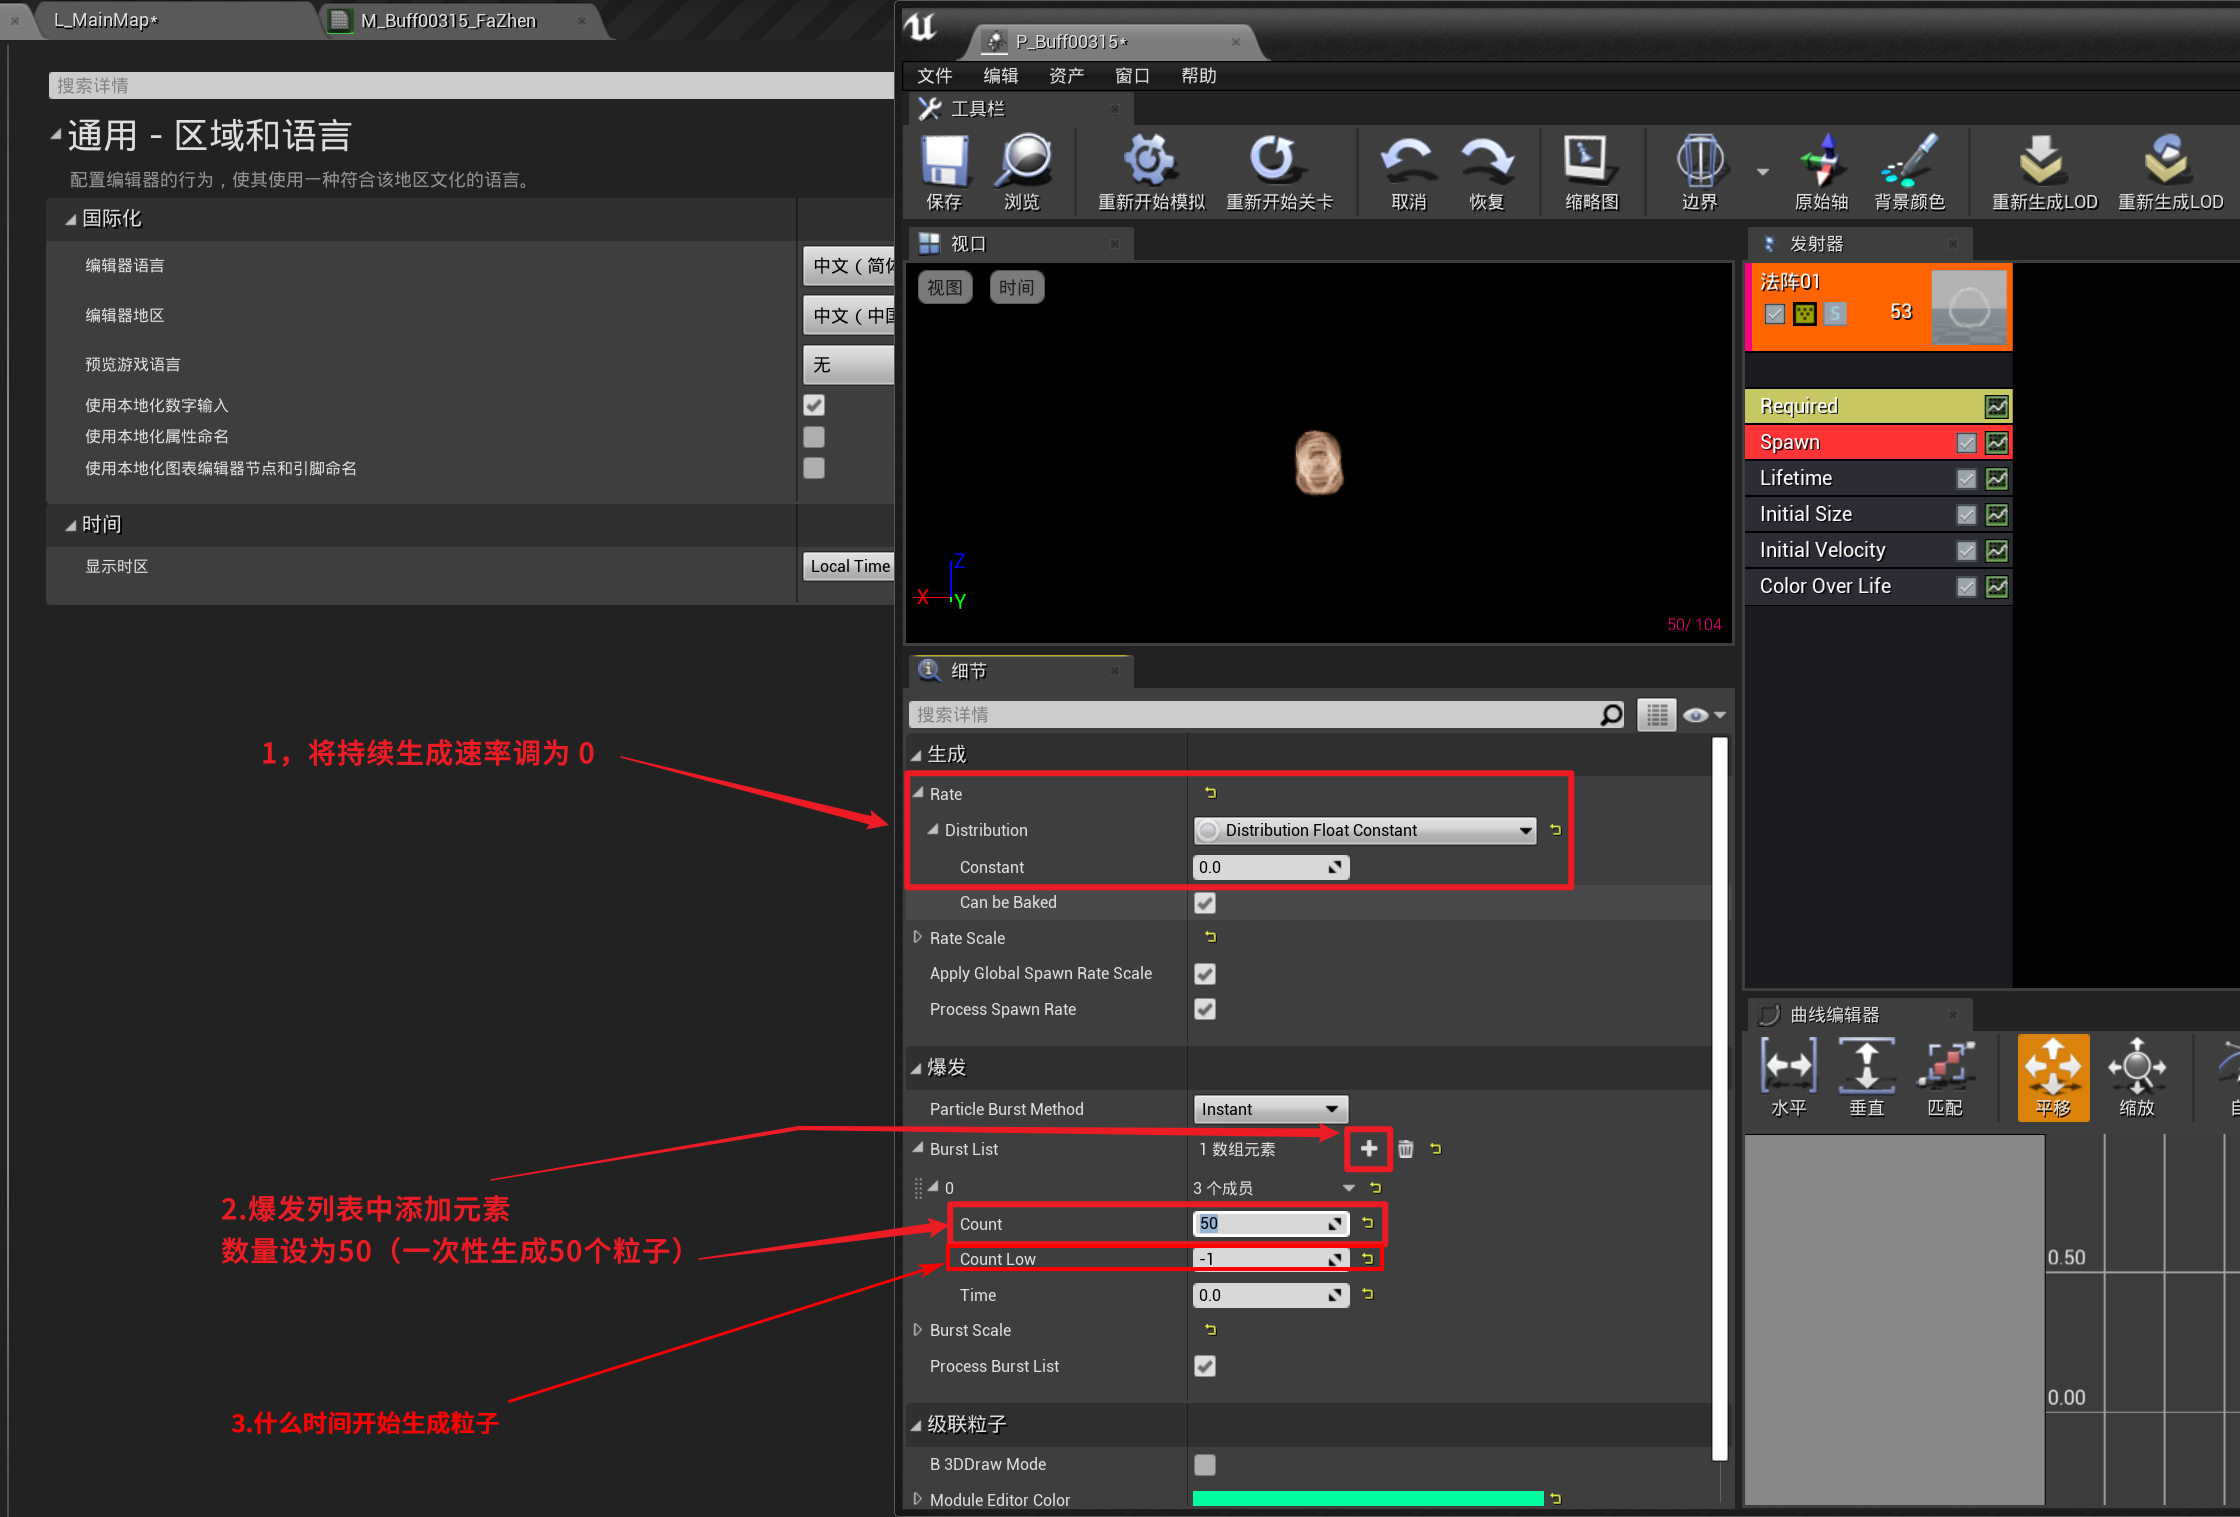 L_MainMap*
M_Buff00315_FaZhen
搜索详情
通用 - 区域和语言
配置编辑器的行为，使其使用一种符合该地区文化的语言。
国际化
编辑器语言
中文（简体
编辑器地区
中文（中国
预览游戏语言
无
使用本地化数字输入
使用本地化属性命名
使用本地化图表编辑器节点和引脚命名
时间
显示时区
Local Time
1，将持续生成速率调为 0
2.爆发列表中添加元素
数量设为50（一次性生成50个粒子）
3.什么时间开始生成粒子
P_Buff00315*
文件 编辑 资产 窗口 帮助
工具栏
保存 浏览 重新开始模拟 重新开始关卡 取消 恢复 缩略图 边界 原始轴 背景颜色 重新生成LOD 重新生成LOD
视口
视图 时间
Z
X
Y
50/ 104
发射器
法阵01
S
53
Required
Spawn
Lifetime
Initial Size
Initial Velocity
Color Over Life
细节
搜索详情
生成
Rate
Distribution
Distribution Float Constant
Constant
0.0
Can be Baked
Rate Scale
Apply Global Spawn Rate Scale
Process Spawn Rate
爆发
Particle Burst Method
Instant
Burst List
1 数组元素
0
3 个成员
Count
50
Count Low
-1
Time
0.0
Burst Scale
Process Burst List
级联粒子
B 3DDraw Mode
Module Editor Color
曲线编辑器
水平 垂直 匹配 平移 缩放
0.50
0.00